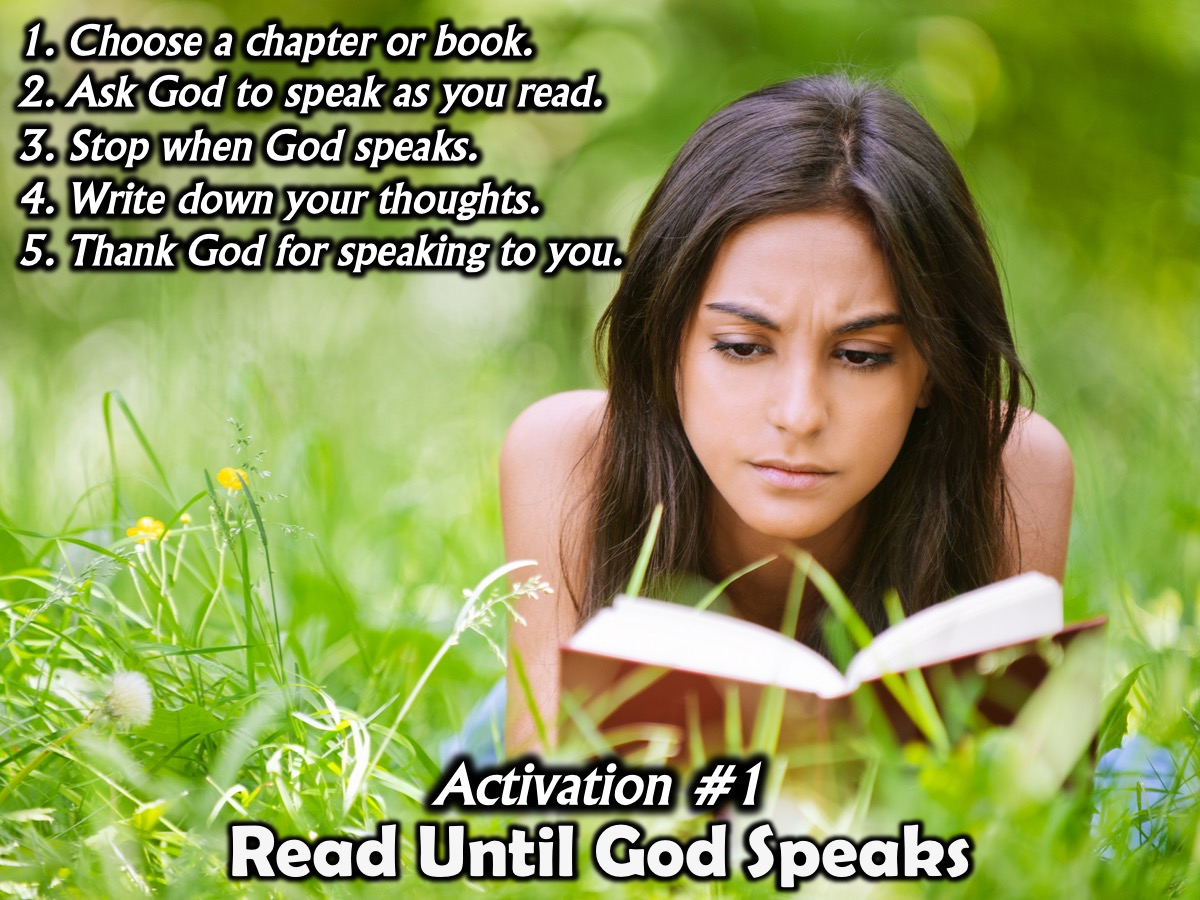 1. Choose a chapter or book.
2. Ask God to speak as you read.
3. Stop when God speaks.
4. Write down your thoughts.
5. Thank God for speaking to you.
Activation #1
Read Until God Speaks